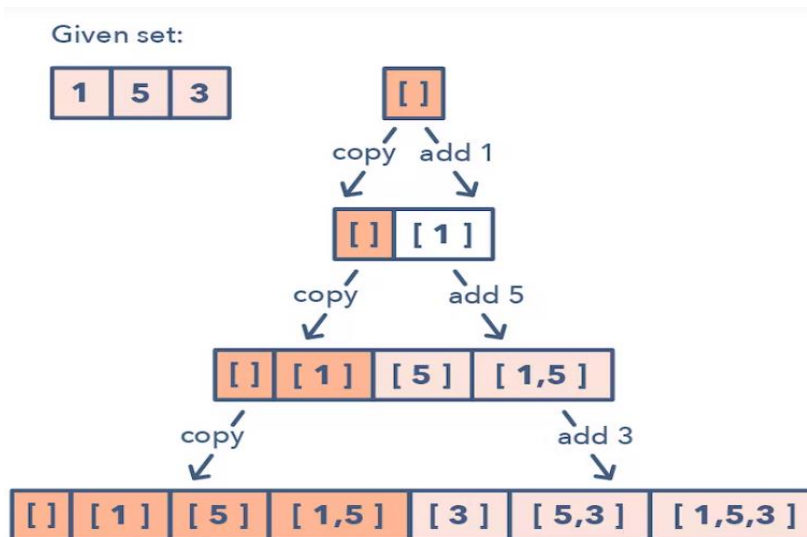 Given set:
1 5 3
[ ]
copy add 1
[ ] [ 1 ]
copy add 5
[ ] [ 1 ] [ 5 ] [ 1,5 ]
copy add 3
[ ] [ 1 ] [ 5 ] [ 1,5 ] [ 3 ] [ 5,3 ] [ 1,5,3 ]